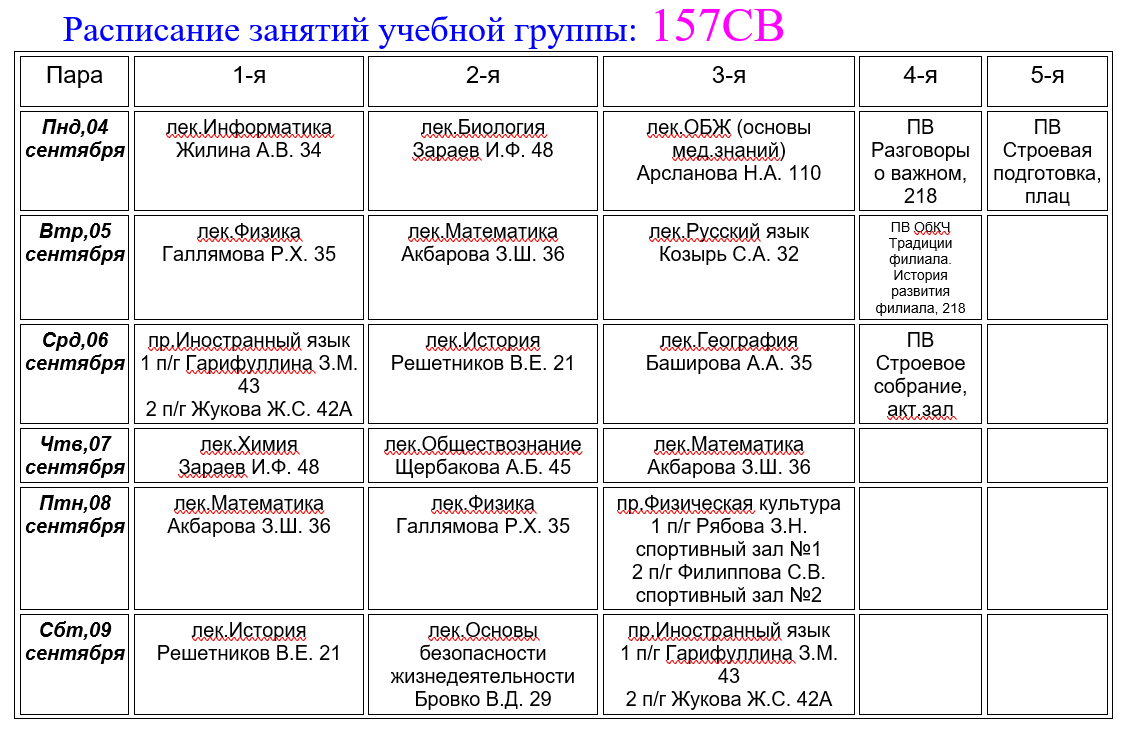 Расписание занятий учебной группы: 157СВ
Пара
1-я
2-я
3-я
4-я
5-я
Пнд,04
сентября
лек.Информатика
Жилина А.В. 34
лек.Биология
Зараев И.Ф. 48
лек.ОБЖ (основы
мед.знаний)
Арсланова Н.А. 110
ПВ
Разговоры
о важном,
218
ПВ
Строевая
подготовка,
плац
Втр,05
сентября
лек.Физика
Галлямова Р.Х. 35
лек.Математика
Акбарова З.Ш. 36
лек.Русский язык
Козырь С.А. 32
ПВ ОбКЧ
Традиции
филиала.
История
развития
филиала, 218
Срд,06
сентября
пр.Иностранный язык
1 п/г Гарифуллина З.М.
43
2 п/г Жукова Ж.С. 42А
лек.История
Решетников В.Е. 21
лек.География
Баширова А.А. 35
ПВ
Строевое
собрание,
акт.зал
Чтв,07
сентября
лек.Химия
Зараев И.Ф. 48
лек.Обществознание
Щербакова А.Б. 45
лек.Математика
Акбарова З.Ш. 36
Птн,08
сентября
лек.Математика
Акбарова З.Ш. 36
лек.Физика
Галлямова Р.Х. 35
пр.Физическая культура
1 п/г Рябова З.Н.
спортивный зал №1
2 п/г Филиппова С.В.
спортивный зал №2
Сбт,09
сентября
лек.История
Решетников В.Е. 21
лек.Основы
безопасности
жизнедеятельности
Бровко В.Д. 29
пр.Иностранный язык
1 п/г Гарифуллина З.М.
43
2 п/г Жукова Ж.С. 42А